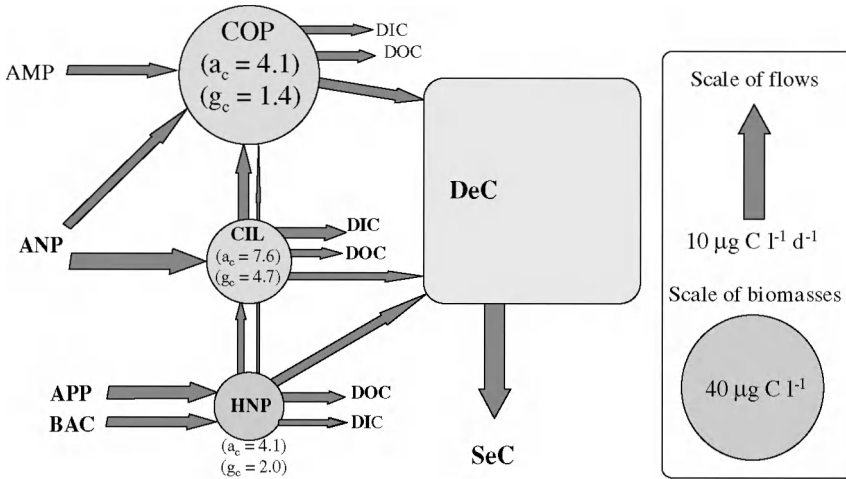 COP
(a_c = 4.1)
(g_c = 1.4)
DIC
DOC
AMP
ANP
CIL
(a_c = 7.6)
(g_c = 4.7)
DIC
DOC
DeC
APP
BAC
HNP
(a_c = 4.1)
(g_c = 2.0)
DOC
DIC
SeC
Scale of flows
10 μg C l⁻¹ d⁻¹
Scale of biomasses
40 μg C l⁻¹